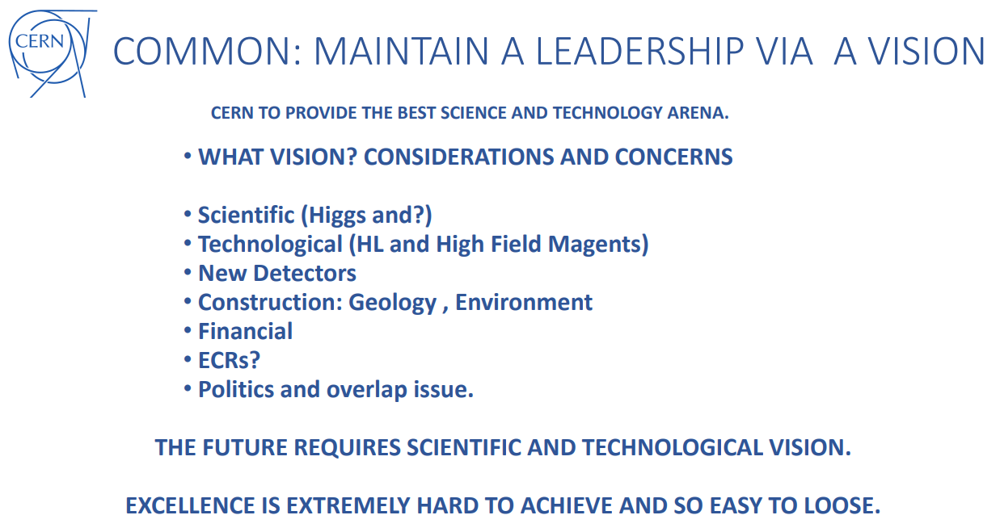 CERN
COMMON: MAINTAIN A LEADERSHIP VIA A VISION
CERN TO PROVIDE THE BEST SCIENCE AND TECHNOLOGY ARENA.
• WHAT VISION? CONSIDERATIONS AND CONCERNS
• Scientific (Higgs and?)
• Technological (HL and High Field Magents)
• New Detectors
• Construction: Geology , Environment
• Financial
• ECRs?
• Politics and overlap issue.
THE FUTURE REQUIRES SCIENTIFIC AND TECHNOLOGICAL VISION.
EXCELLENCE IS EXTREMELY HARD TO ACHIEVE AND SO EASY TO LOOSE.